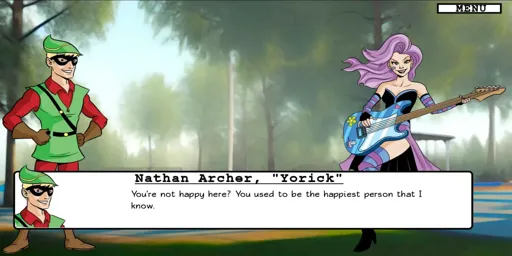 MENU
Nathan Archer, "Yorick"
You're not happy here? You used to be the happiest person that I
know.